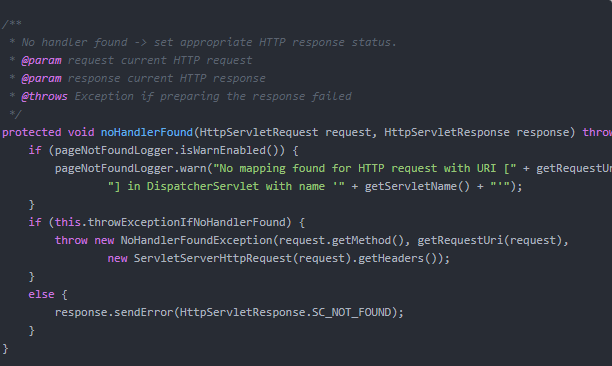 /**
 * No handler found -> set appropriate HTTP response status.
 * @param request current HTTP request
 * @param response current HTTP response
 * @throws Exception if preparing the response failed
 */
protected void noHandlerFound(HttpServletRequest request, HttpServletResponse response) throw
    if (pageNotFoundLogger.isWarnEnabled()) {
        pageNotFoundLogger.warn("No mapping found for HTTP request with URI [" + getRequestUr
                "] in DispatcherServlet with name '" + getServletName() + "'");
    }
    if (this.throwExceptionIfNoHandlerFound) {
        throw new NoHandlerFoundException(request.getMethod(), getRequestUri(request),
                new ServletServerHttpRequest(request).getHeaders());
    }
    else {
        response.sendError(HttpServletResponse.SC_NOT_FOUND);
    }
}